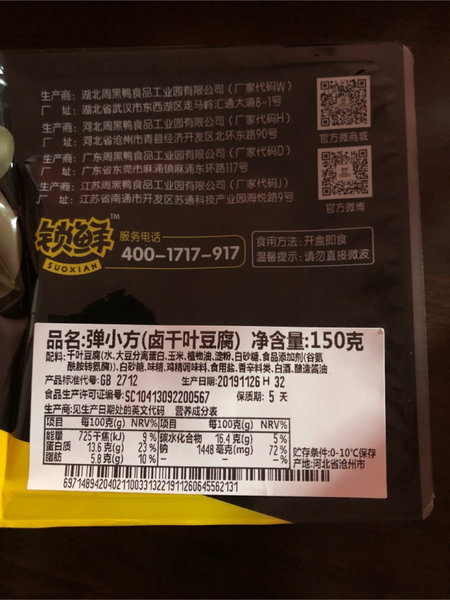 生产商：湖北周黑鸭食品工业园有限公司（厂家代码W）
厂　址：湖北省武汉市东西湖区走马岭汇通大道8-1号
生产商：河北周黑鸭食品工业园有限公司（厂家代码H）
厂　址：河北省沧州市青县经济开发区北环东路90号
官方微商城
生产商：广东周黑鸭食品工业园有限公司（厂家代码D）
厂　址：广东省东莞市麻涌镇麻涌东环路117号
生产商：江苏周黑鸭食品工业园有限公司（厂家代码J）
厂　址：江苏省南通市开发区苏通科技产业园海悦路9号
官方微博
锁鲜™
SUOXIAN
服务电话
400-1717-917
食用方法：开盒即食
温馨提示：请勿直接微波
品名:弹小方(卤千叶豆腐) 净含量:150克
配料:千叶豆腐(水、大豆分离蛋白、玉米、植物油、淀粉、白砂糖、食品添加剂(谷氨
酰胺转氨酶))、白砂糖、味精、鸡精调味料、食用盐、香辛料类、白酒、酿造酱油
产品标准代号:GB 2712 生产日期:20191126 H 32
食品生产许可证编号:SC10413092200567 保质期: 5 天
生产商:见生产日期处的英文代码 营养成分表
项目 每100(g) NRV% 项目 每100(g) NRV%
能量 725千焦(kJ) 9 % 碳水化合物 16.4 克(g) 5 %
蛋白质 13.6 克(g) 23 % 钠 1448 毫克(mg) 72 %
脂肪 5.8 克(g) 10 %
贮存条件:0-10℃保存
产地:河北省沧州市
6971489420402110033132219112606455621​31